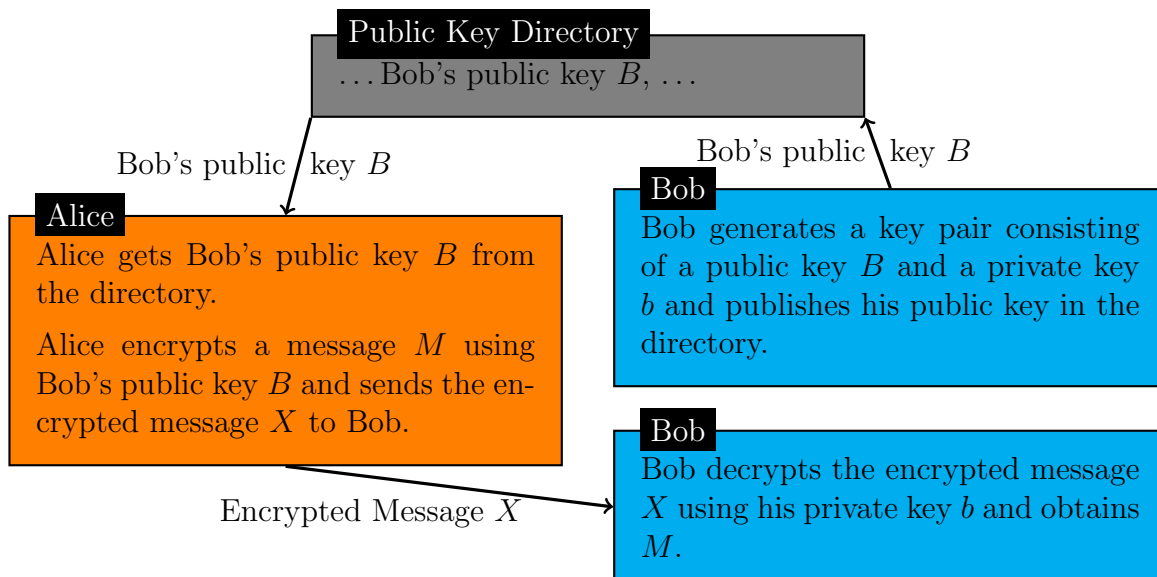 Public Key Directory
…Bob's public key B, …
Bob's public key B
Bob's public key B
Alice
Alice gets Bob's public key B from
the directory.
Alice encrypts a message M using
Bob's public key B and sends the en-
crypted message X to Bob.
Bob
Bob generates a key pair consisting
of a public key B and a private key
b and publishes his public key in the
directory.
Encrypted Message X
Bob
Bob decrypts the encrypted message
X using his private key b and obtains
M.